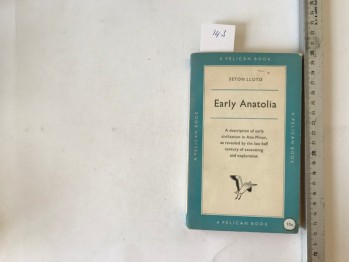 A PELICAN BOOK
SETON LLOYD
Early Anatolia
A description of early
civilization in Asia Minor,
as revealed by the last half
century of excavating
and exploration
A PELICAN BOOK
A PELICAN BOOK
A PELICAN BOOK